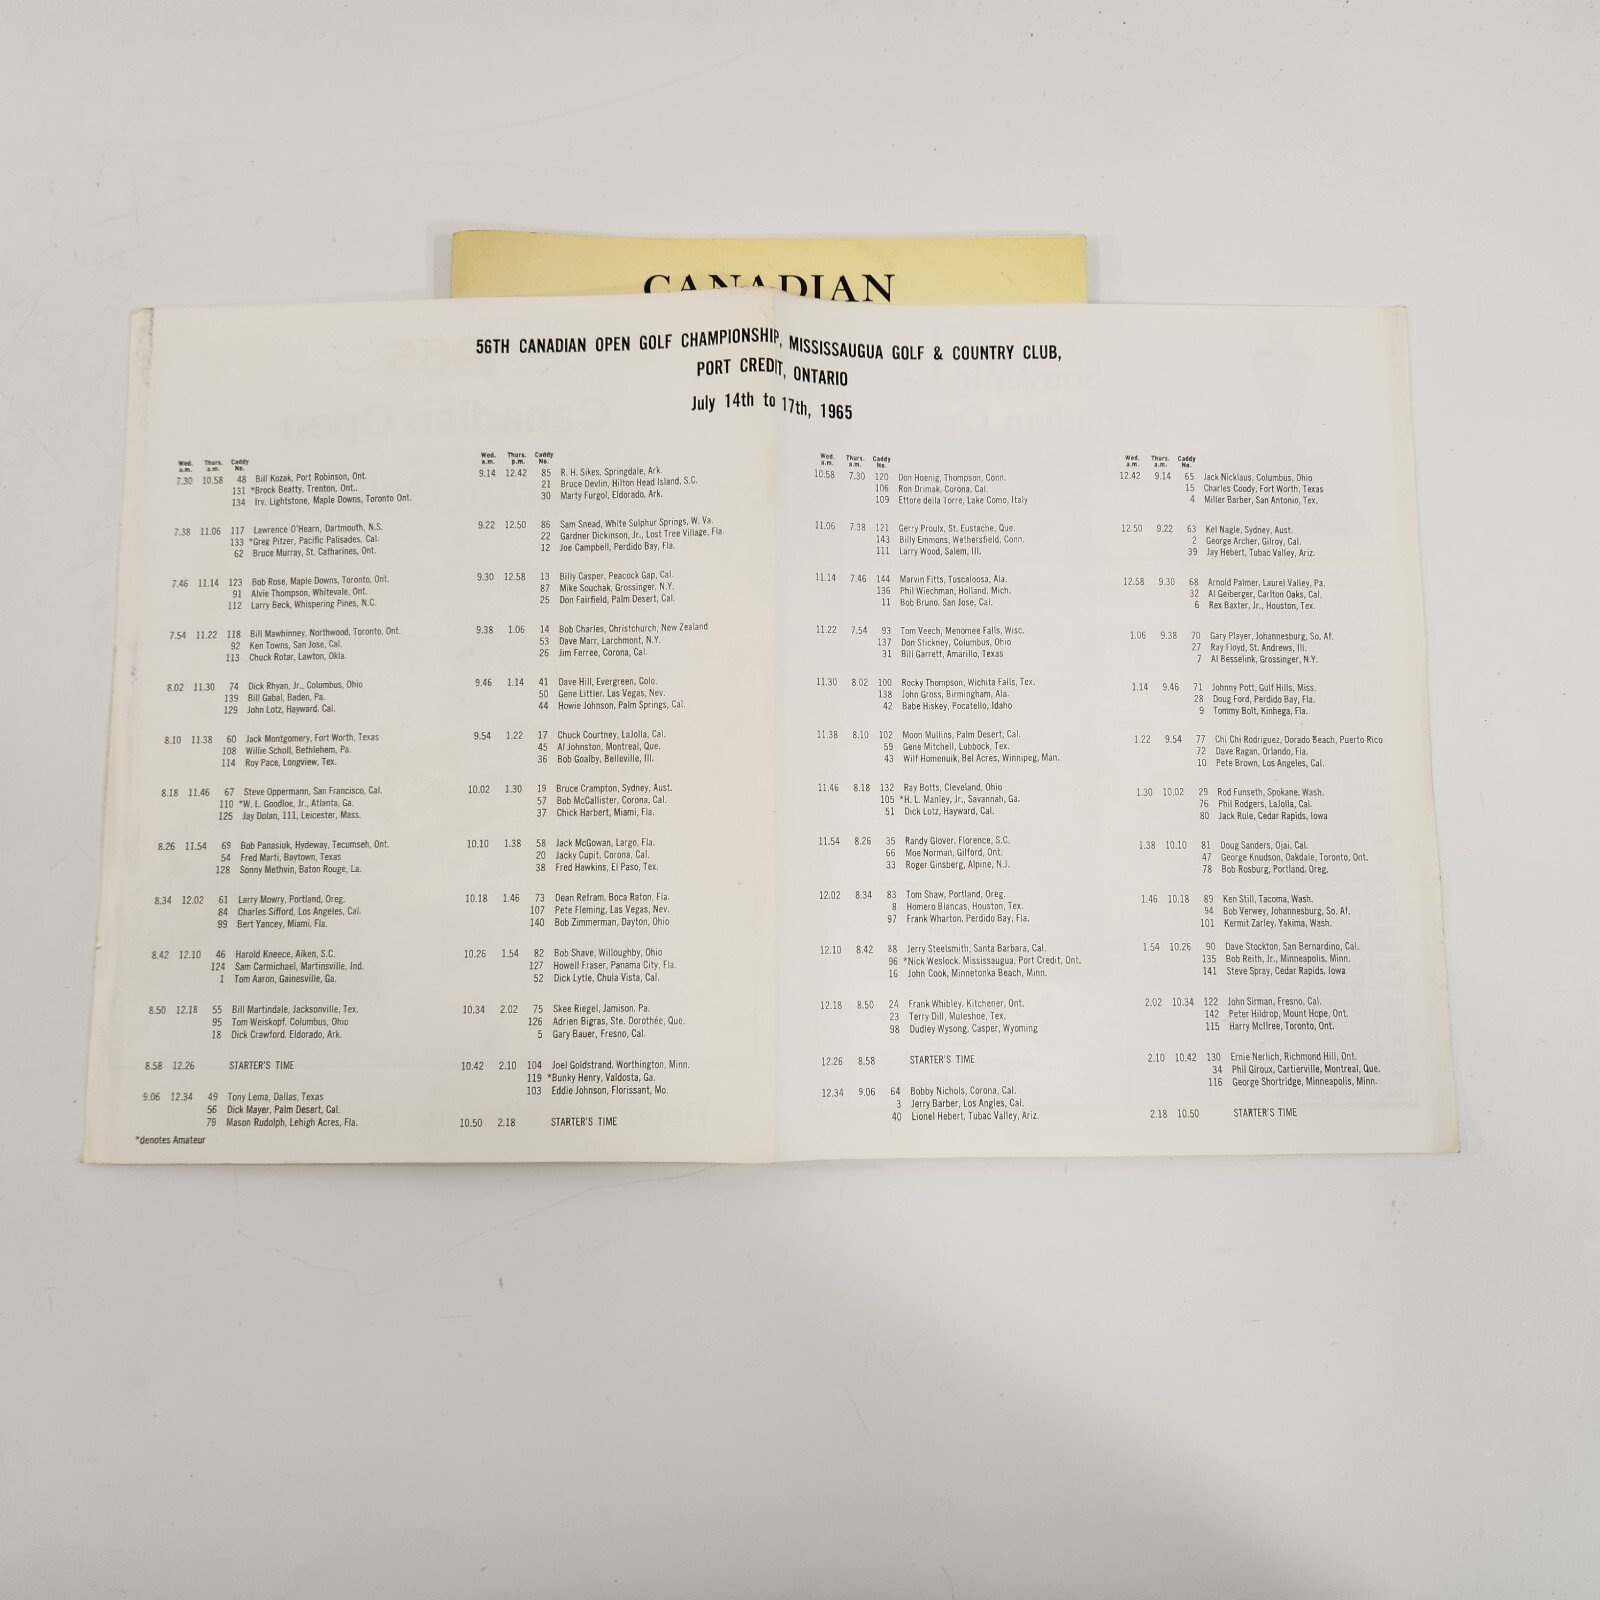 CANADIAN
56TH CANADIAN OPEN GOLF CHAMPIONSHIP, MISSISSAUGUA GOLF & COUNTRY CLUB,
PORT CREDIT, ONTARIO
July 14th to 17th, 1965
Wed. Thurs. Caddy
a.m. a.m. No.
7.30 10.58 48 Bill Kozak, Port Robinson, Ont.
131 *Brock Beatty, Trenton, Ont..
134 Irv. Lightstone, Maple Downs, Toronto Ont.
7.38 11.06 117 Lawrence O'Hearn, Dartmouth, N.S.
133 *Greg Pitzer, Pacific Palisades. Cal.
62 Bruce Murray, St. Catharines, Ont.
7.46 11.14 123 Bob Rose, Maple Downs, Toronto, Ont.
91 Alvie Thompson, Whitevale, Ont.
112 Larry Beck, Whispering Pines, N.C.
7.54 11.22 118 Bill Mawhinney, Northwood, Toronto, Ont.
92 Ken Towns, San Jose, Cal.
113 Chuck Rotar, Lawton, Okla.
8.02 11.30 74 Dick Rhyan, Jr., Columbus, Ohio
139 Bill Gabal, Baden, Pa.
129 John Lotz, Hayward. Cal.
8.10 11.38 60 Jack Montgomery, Fort Worth, Texas
108 Willie Scholl, Bethlehem, Pa.
114 Roy Pace, Longview, Tex.
8.18 11.46 67 Steve Oppermann, San Francisco, Cal.
110 *W. L. Goodloe, Jr., Atlanta, Ga.
125 Jay Dolan, 111, Leicester, Mass.
8.26 11.54 69 Bob Panasiuk, Hydeway, Tecumseh, Ont.
54 Fred Marti, Baytown, Texas
128 Sonny Methvin, Baton Rouge, La.
8.34 12.02 61 Larry Mowry, Portland, Oreg.
84 Charles Sifford, Los Angeles, Cal.
99 Bert Yancey, Miami, Fla.
8.42 12.10 46 Harold Kneece, Aiken, S.C.
124 Sam Carmichael, Martinsville, Ind.
1 Tom Aaron, Gainesville, Ga.
8.50 12.18 55 Bill Martindale, Jacksonville, Tex.
95 Tom Weiskopf, Columbus, Ohio
18 Dick Crawford, Eldorado, Ark.
8.58 12.26 STARTER'S TIME
9.06 12.34 49 Tony Lema, Dallas, Texas
56 Dick Mayer, Palm Desert, Cal.
79 Mason Rudolph, Lehigh Acres, Fla.
*denotes Amateur
Wed. Thurs. Caddy
a.m. p.m. No.
9.14 12.42 85 R. H. Sikes, Springdale, Ark.
21 Bruce Devlin, Hilton Head Island, S.C.
30 Marty Furgol, Eldorado, Ark.
9.22 12.50 86 Sam Snead, White Sulphur Springs, W. Va.
22 Gardner Dickinson, Jr., Lost Tree Village, Fla.
12 Joe Campbell, Perdido Bay, Fla.
9.30 12.58 13 Billy Casper, Peacock Gap, Cal.
87 Mike Souchak, Grossinger, N.Y.
25 Don Fairfield, Palm Desert, Cal.
9.38 1.06 14 Bob Charles, Christchurch, New Zealand
53 Dave Marr, Larchmont, N.Y.
26 Jim Ferree, Corona, Cal.
9.46 1.14 41 Dave Hill, Evergreen, Colo.
50 Gene Littler, Las Vegas, Nev.
44 Howie Johnson, Palm Springs, Cal.
9.54 1.22 17 Chuck Courtney, LaJolla, Cal.
45 Al Johnston, Montreal, Que.
36 Bob Goalby, Belleville, Ill.
10.02 1.30 19 Bruce Crampton, Sydney, Aust.
57 Bob McCallister, Corona, Cal.
37 Chick Harbert, Miami, Fla.
10.10 1.38 58 Jack McGowan, Largo, Fla.
20 Jacky Cupit, Corona, Cal.
38 Fred Hawkins, El Paso, Tex.
10.18 1.46 73 Dean Refram, Boca Raton, Fla.
107 Pete Fleming, Las Vegas, Nev.
140 Bob Zimmerman, Dayton, Ohio
10.26 1.54 82 Bob Shave, Willoughby, Ohio
127 Howell Fraser, Panama City, Fla.
52 Dick Lytle, Chula Vista, Cal.
10.34 2.02 75 Skee Riegel, Jamison, Pa.
126 Adrien Bigras, Ste. Dorothée, Que.
5 Gary Bauer, Fresno, Cal.
10.42 2.10 104 Joel Goldstrand, Worthington, Minn.
119 *Bunky Henry, Valdosta, Ga.
103 Eddie Johnson, Florissant, Mo.
10.50 2.18 STARTER'S TIME
Wed. Thurs. Caddy
a.m. a.m. No.
10.58 7.30 120 Don Hoenig, Thompson, Conn.
106 Ron Drimak, Corona, Cal.
109 Ettore della Torre, Lake Como, Italy
11.06 7.38 121 Gerry Proulx, St. Eustache, Que.
143 Billy Emmons, Wethersfield, Conn.
111 Larry Wood, Salem, Ill.
11.14 7.46 144 Marvin Fitts, Tuscaloosa, Ala.
136 Phil Wiechman, Holland, Mich.
11 Bob Bruno, San Jose, Cal.
11.22 7.54 93 Tom Veech, Menomee Falls, Wisc.
137 Don Stickney, Columbus, Ohio
31 Bill Garrett, Amarillo, Texas
11.30 8.02 100 Rocky Thompson, Wichita Falls, Tex.
138 John Gross, Birmingham, Ala.
42 Babe Hiskey, Pocatello, Idaho
11.38 8.10 102 Moon Mullins, Palm Desert, Cal.
59 Gene Mitchell, Lubbock, Tex.
43 Wilf Homenuik, Bel Acres, Winnipeg, Man.
11.46 8.18 132 Ray Botts, Cleveland, Ohio
105 *H. L. Manley, Jr., Savannah, Ga.
51 Dick Lotz, Hayward, Cal.
11.54 8.26 35 Randy Glover, Florence, S.C.
66 Moe Norman, Gilford, Ont.
33 Roger Ginsberg, Alpine, N.J.
12.02 8.34 83 Tom Shaw, Portland, Oreg.
8 Homero Blancas, Houston, Tex.
97 Frank Wharton, Perdido Bay, Fla.
12.10 8.42 88 Jerry Steelsmith, Santa Barbara, Cal.
96 *Nick Weslock, Mississaugua, Port Credit, Ont.
16 John Cook, Minnetonka Beach, Minn.
12.18 8.50 24 Frank Whibley, Kitchener, Ont.
23 Terry Dill, Muleshoe, Tex.
98 Dudley Wysong, Casper, Wyoming
12.26 8.58 STARTER'S TIME
12.34 9.06 64 Bobby Nichols, Corona, Cal.
3 Jerry Barber, Los Angles, Cal.
40 Lionel Hebert, Tubac Valley, Ariz.
Wed. Thurs. Caddy
a.m. a.m. No.
12.42 9.14 65 Jack Nicklaus, Columbus, Ohio
15 Charles Coody, Fort Worth, Texas
4 Miller Barber, San Antonio, Tex.
12.50 9.22 63 Kel Nagle, Sydney, Aust.
2 George Archer, Gilroy, Cal.
39 Jay Hebert, Tubac Valley, Ariz.
12.58 9.30 68 Arnold Palmer, Laurel Valley, Pa.
32 Al Geiberger, Carlton Oaks, Cal.
6 Rex Baxter, Jr., Houston, Tex.
1.06 9.38 70 Gary Player, Johannesburg, So. Af.
27 Ray Floyd, St. Andrews, Ill.
7 Al Besselink, Grossinger, N.Y.
1.14 9.46 71 Johnny Pott, Gulf Hills, Miss.
28 Doug Ford, Perdido Bay, Fla.
9 Tommy Bolt, Kinhega, Fla.
1.22 9.54 77 Chi Chi Rodriguez, Dorado Beach, Puerto Rico
72 Dave Ragan, Orlando, Fla.
10 Pete Brown, Los Angeles, Cal.
1.30 10.02 29 Rod Funseth, Spokane, Wash.
76 Phil Rodgers, LaJolla, Cal.
80 Jack Rule, Cedar Rapids, Iowa
1.38 10.10 81 Doug Sanders, Ojai, Cal.
47 George Knudson, Oakdale, Toronto, Ont.
78 Bob Rosburg, Portland, Oreg.
1.46 10.18 89 Ken Still, Tacoma, Wash.
94 Bob Verwey, Johannesburg, So. Af.
101 Kermit Zarley, Yakima, Wash.
1.54 10.26 90 Dave Stockton, San Bernardino, Cal.
135 Bob Reith, Jr., Minneapolis, Minn.
141 Steve Spray, Cedar Rapids, Iowa
2.02 10.34 122 John Sirman, Fresno, Cal.
142 Peter Hildrop, Mount Hope, Ont.
115 Harry McIlree, Toronto, Ont.
2.10 10.42 130 Ernie Nerlich, Richmond Hill, Ont.
34 Phil Giroux, Cartierville, Montreal, Que.
116 George Shortridge, Minneapolis, Minn.
2.18 10.50 STARTER'S TIME